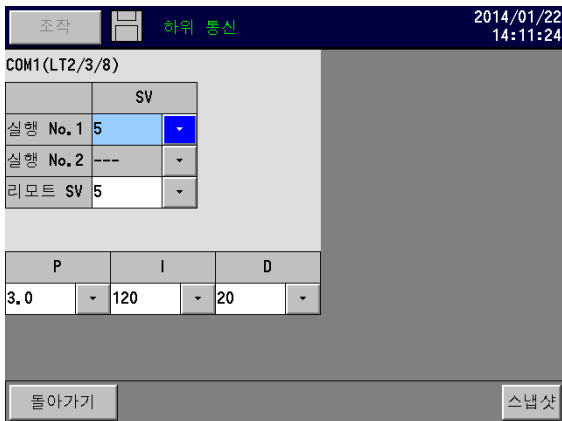 조작 하위 통신 2014/01/22
14:11:24
COM1(LT2/3/8)
SV
실행 No.1 5
실행 No.2 ---
리모트 SV 5
P I D
3.0 120 20
돌아가기 스냅샷